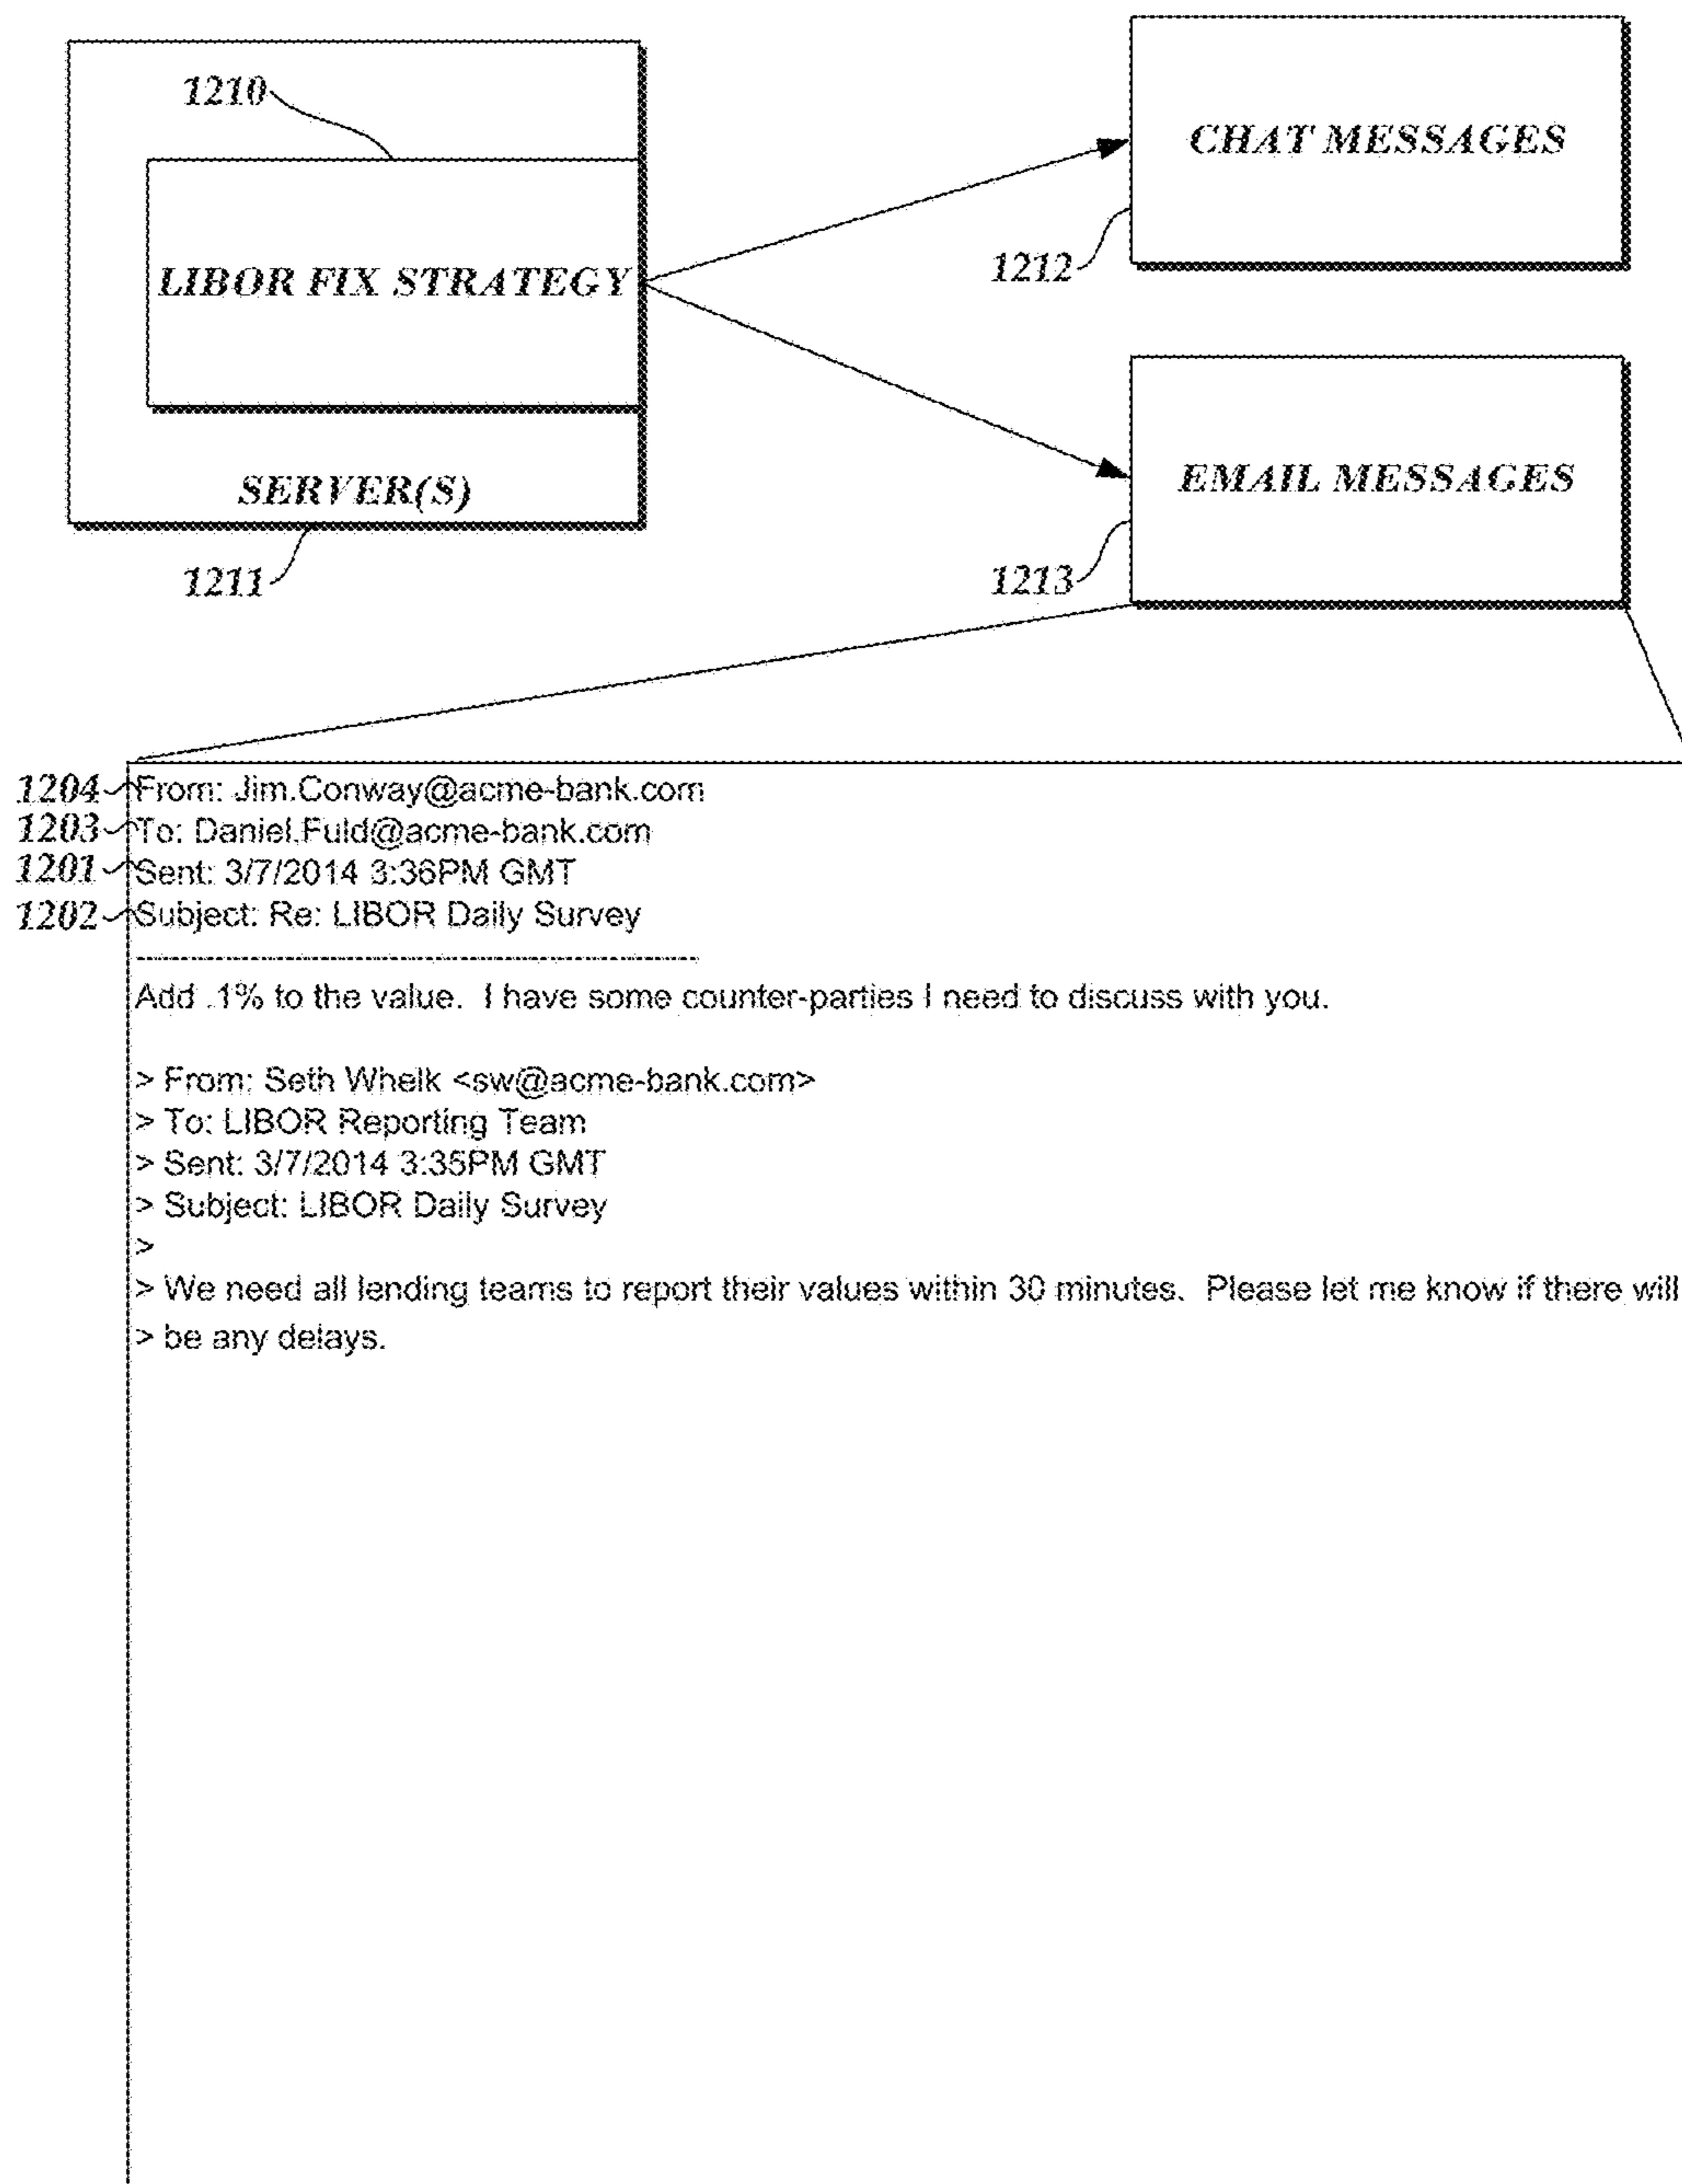 1210
CHAT MESSAGES
LIBOR FIX STRATEGY
1212
SERVER(S)
EMAIL MESSAGES
1211
1213
1204 From: Jim.Conway@acme-bank.com
1203 To: Daniel.Fuld@acme-bank.com
1201 Sent: 3/7/2014 3:36PM GMT
1202 Subject: Re: LIBOR Daily Survey
------------------------------------------------------------
Add .1% to the value. I have some counter-parties I need to discuss with you.
> From: Seth Whelk <sw@acme-bank.com>
> To: LIBOR Reporting Team
> Sent: 3/7/2014 3:35PM GMT
> Subject: LIBOR Daily Survey
>
> We need all lending teams to report their values within 30 minutes. Please let me know if there will
> be any delays.